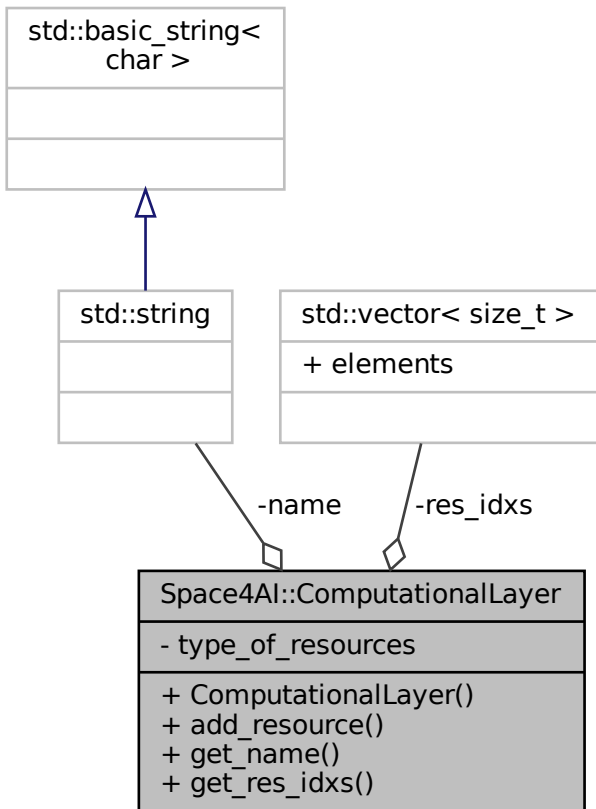 std::basic_string<
char >
std::string
std::vector< size_t >
+ elements
-name
-res_idxs
Space4AI::ComputationalLayer
- type_of_resources
+ ComputationalLayer()
+ add_resource()
+ get_name()
+ get_res_idxs()